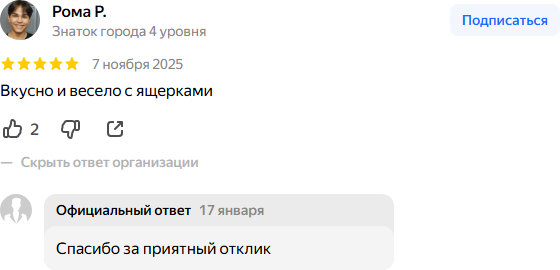 Рома Р.
Подписаться
Знаток города 4 уровня
7 ноября 2025
Вкусно и весело с ящерками
2
— Скрыть ответ организации
Официальный ответ 17 января
Спасибо за приятный отклик